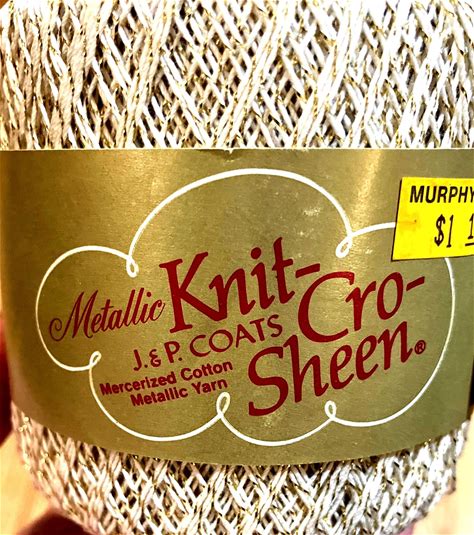 MURPHY
$1
Metallic Knit-
Cro-
J.&P. COATS
Sheen®
Mercerized Cotton
Metallic Yarn